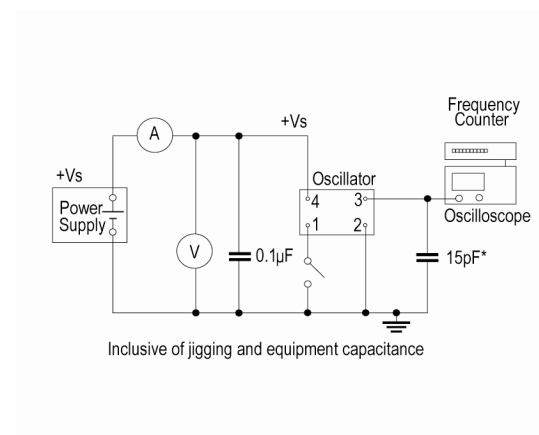 Frequency
Counter
+Vs
A
Oscillator
+Vs
4
3
Power
Supply
1
2
Oscilloscope
V
0.1µF
15pF*
Inclusive of jigging and equipment capacitance